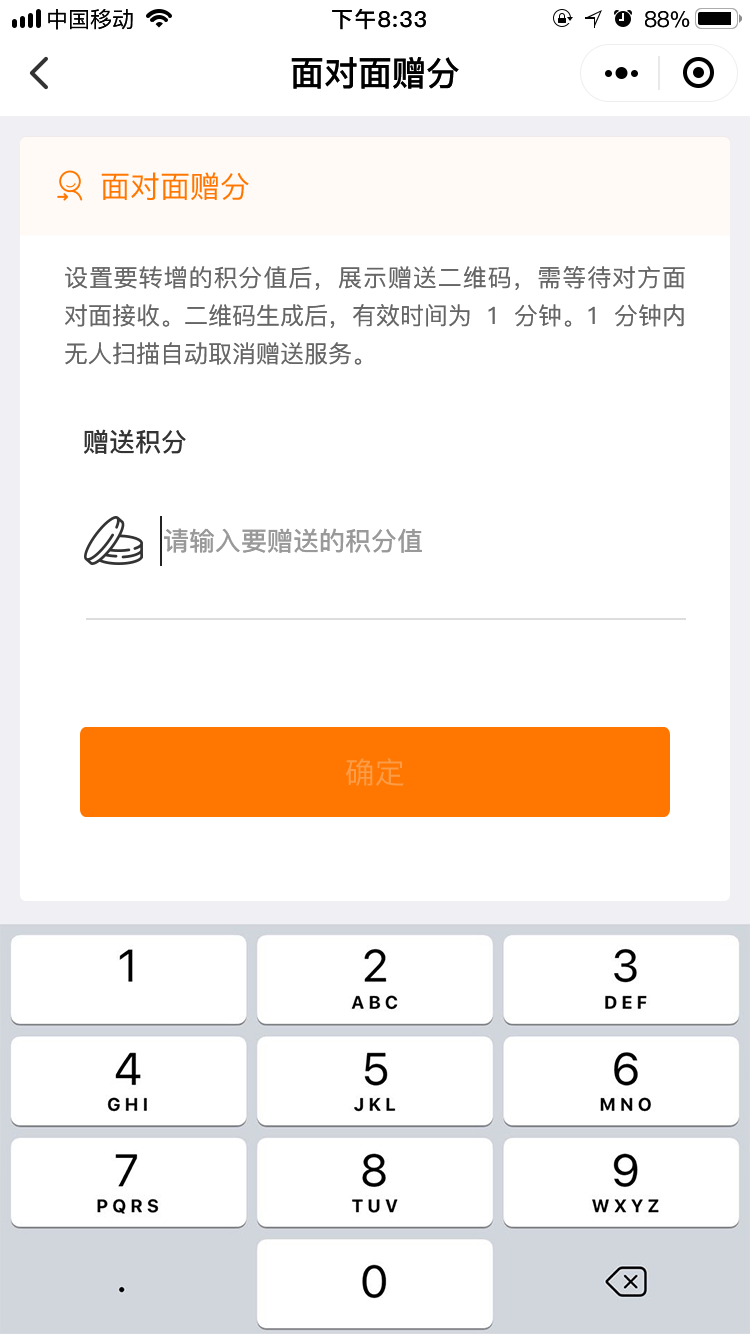 中国移动 下午8:33 88%
面对面赠分
面对面赠分
设置要转增的积分值后，展示赠送二维码，需等待对方面
对面接收。二维码生成后，有效时间为 1 分钟。1 分钟内
无人扫描自动取消赠送服务。
赠送积分
请输入要赠送的积分值
确定
1 2 3
ABC DEF
4 5 6
GHI JKL MNO
7 8 9
PQRS TUV WXYZ
. 0